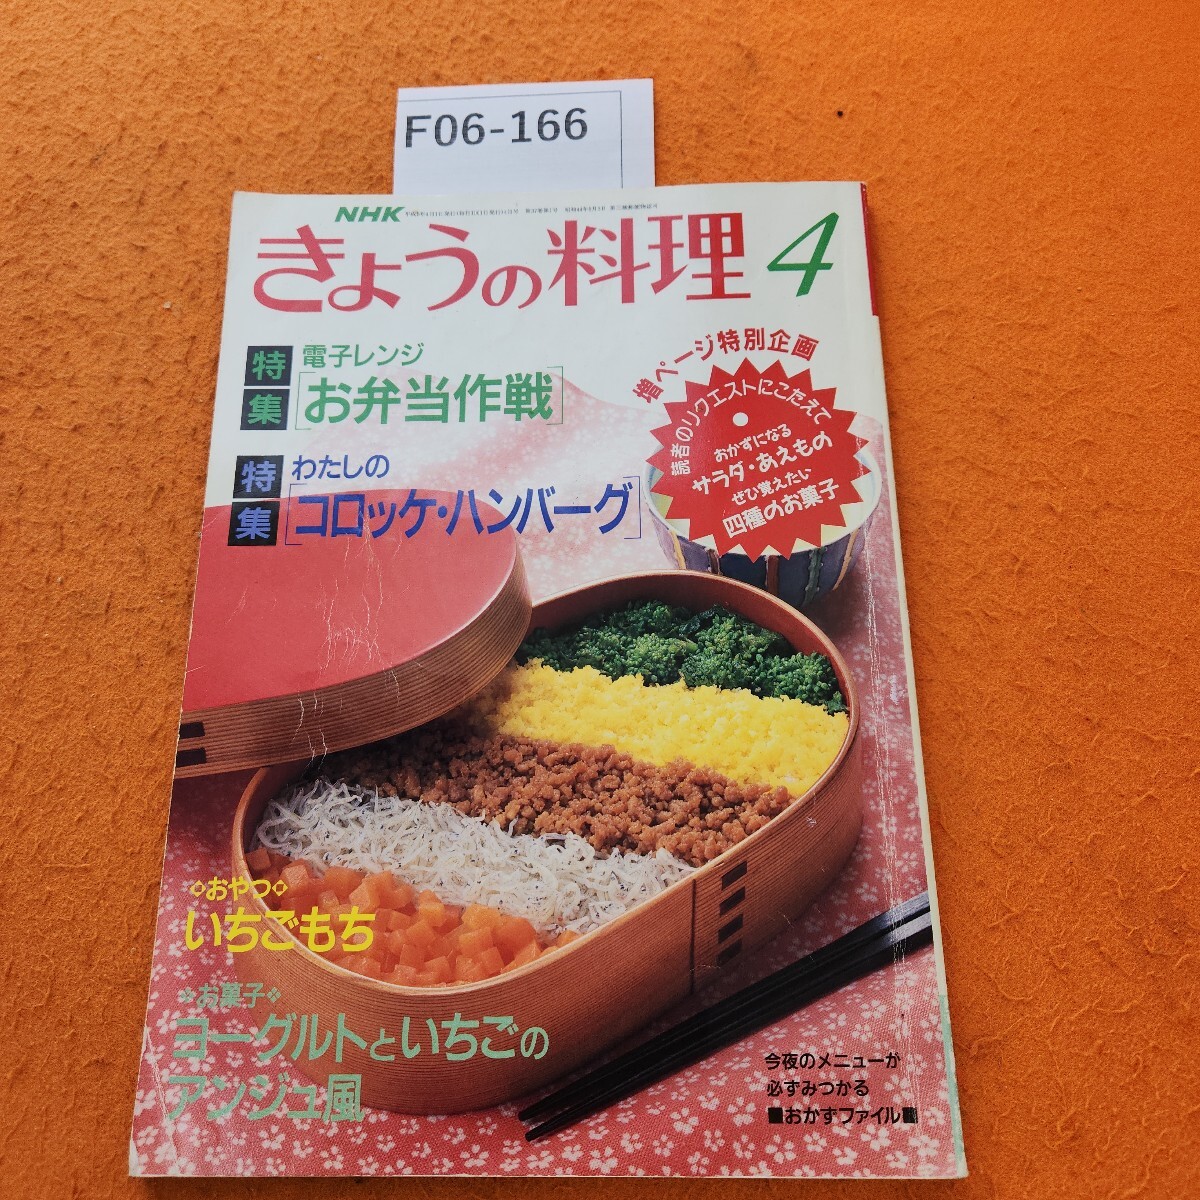 F06-166
NHK
きょうの料理 4
特集
電子レンジ
お弁当作戦
特集
わたしの
コロッケ・ハンバーグ
増ページ特別企画
読者のリクエストにこたえて
おかずになる
サラダ・あえもの
ぜひ覚えたい
四種のお菓子
おやつ
いちごもち
お菓子
ヨーグルトといちごの
アンジュ風
今夜のメニューが
必ずみつかる
■おかずファイル■